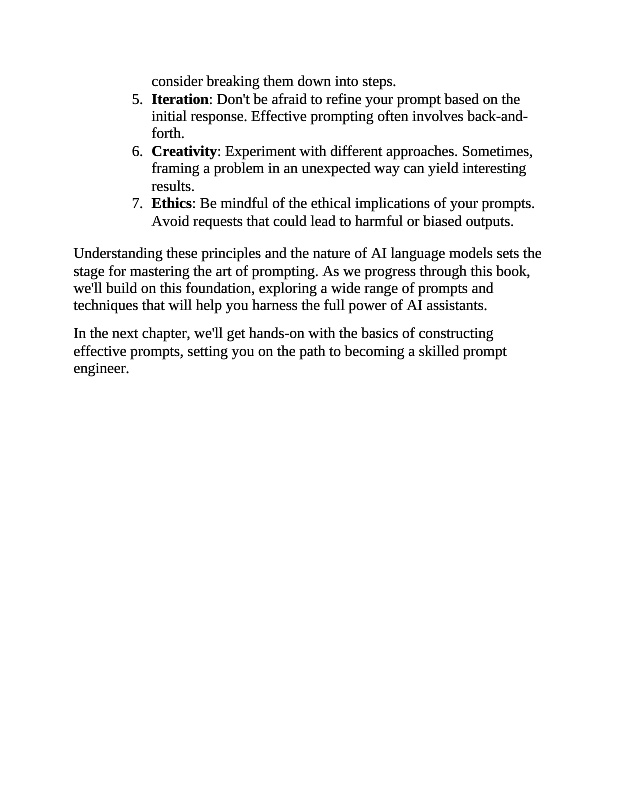 consider breaking them down into steps.
5. Iteration: Don't be afraid to refine your prompt based on the
initial response. Effective prompting often involves back-and-
forth.
6. Creativity: Experiment with different approaches. Sometimes,
framing a problem in an unexpected way can yield interesting
results.
7. Ethics: Be mindful of the ethical implications of your prompts.
Avoid requests that could lead to harmful or biased outputs.
Understanding these principles and the nature of AI language models sets the
stage for mastering the art of prompting. As we progress through this book,
we'll build on this foundation, exploring a wide range of prompts and
techniques that will help you harness the full power of AI assistants.
In the next chapter, we'll get hands-on with the basics of constructing
effective prompts, setting you on the path to becoming a skilled prompt
engineer.